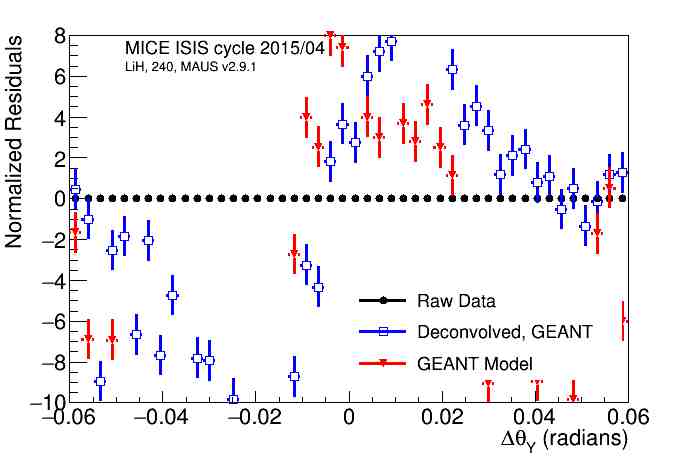 MICE ISIS cycle 2015/04
LiH, 240, MAUS v2.9.1
Normalized Residuals
8
6
4
2
0
−2
−4
−6
−8
−10
Raw Data
Deconvolved, GEANT
GEANT Model
−0.06 −0.04 −0.02 0 0.02 0.04 0.06
Δθ_Y (radians)